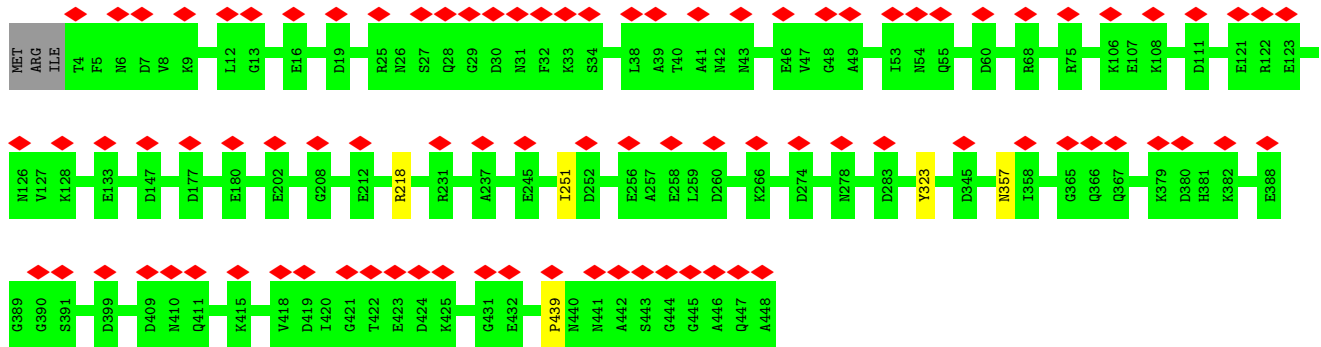 MET ARG ILE T4 F5 N6 D7 V8 K9 L12 G13 E16 D19 R25 N26 S27 Q28 G29 D30 N31 F32 K33 S34 L38 A39 T40 A41 N42 N43 E46 V47 G48 A49 I53 N54 Q55 D60 R68 R75 K106 E107 K108 D111 E121 R122 E123
N126 V127 K128 E133 D147 D177 E180 E202 G208 E212 R218 R231 A237 E245 I251 D252 E256 A257 E258 L259 D260 K266 D274 N278 D283 Y323 D345 N357 I358 G365 Q366 Q367 K379 D380 H381 K382 E388
G389 G390 S391 D399 D409 N410 Q411 K415 V418 D419 I420 G421 T422 E423 D424 K425 G431 E432 P439 N440 N441 A442 S443 G444 G445 A446 Q447 A448